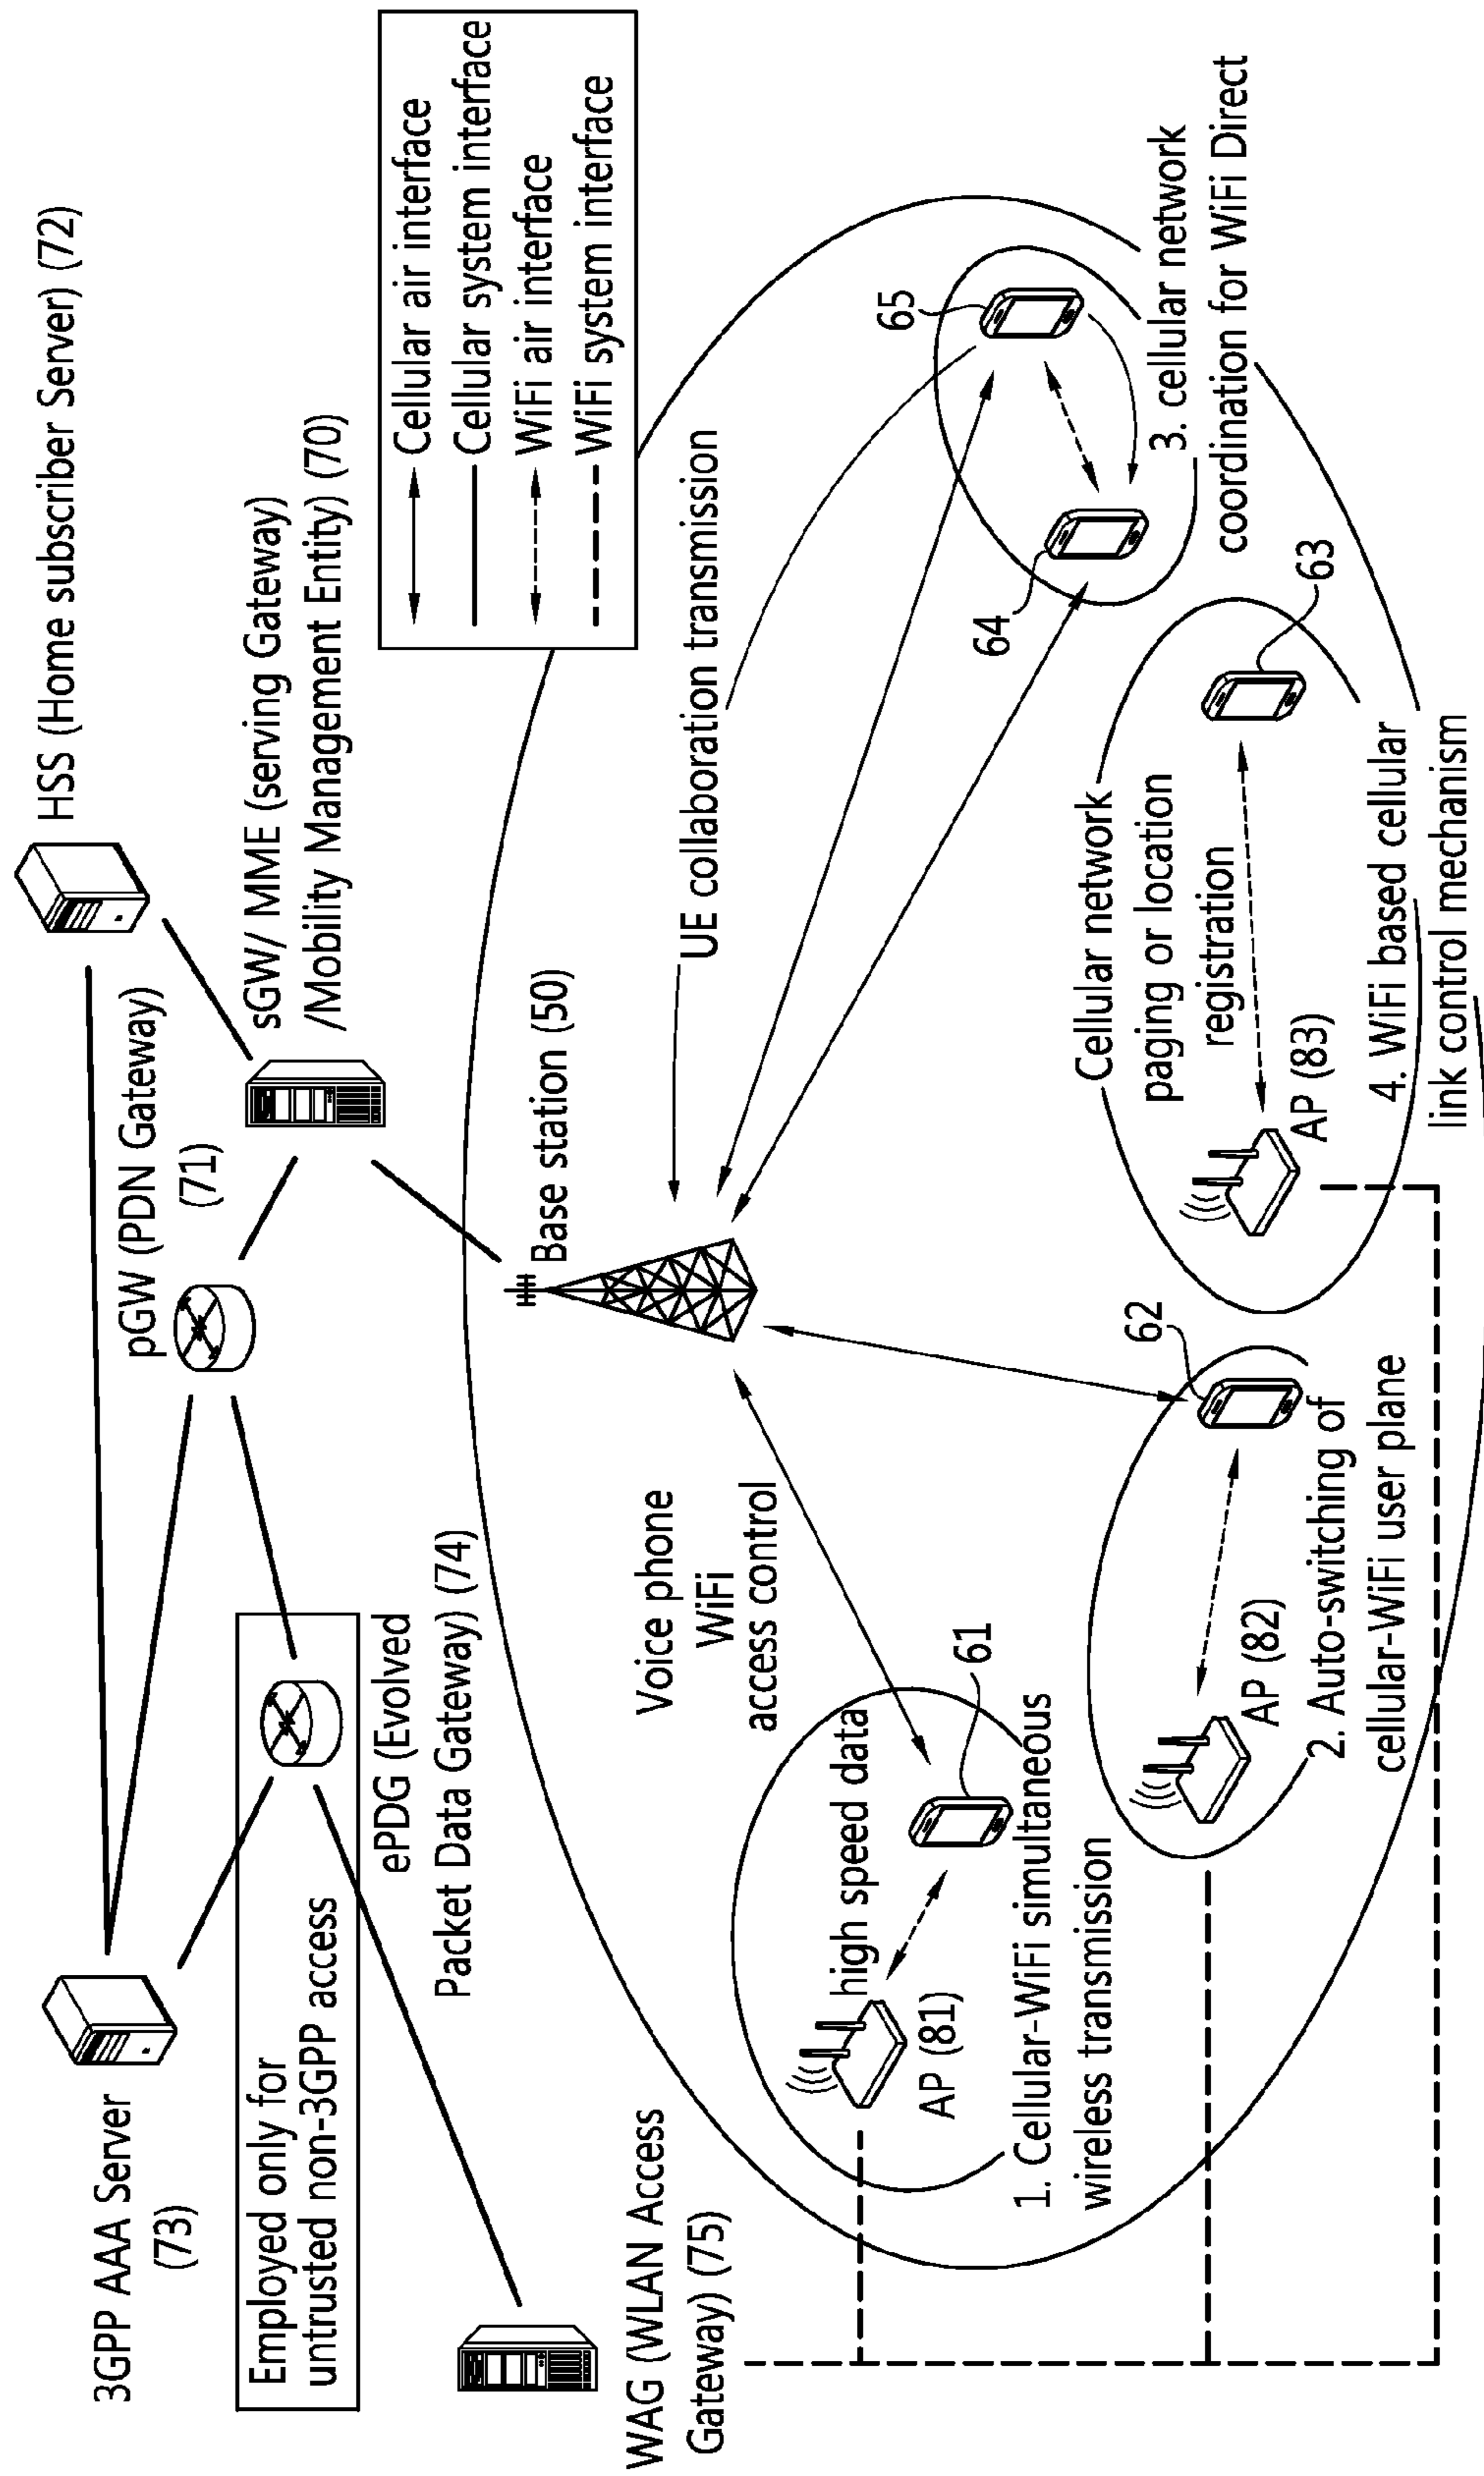 HSS (Home subscriber Server) (72)
3GPP AAA Server
(73)
pGW (PDN Gateway)
(71)
sGW/ MME (serving Gateway)
/Mobility Management Entity) (70)
Employed only for
untrusted non-3GPP access
ePDG (Evolved
Packet Data Gateway) (74)
Cellular air interface
Cellular system interface
WiFi air interface
WiFi system interface
WAG (WLAN Access
Gateway) (75)
Base station (50)
UE collaboration transmission
Voice phone
WiFi
access control
high speed data
AP (81)
61
1. Cellular-WiFi simultaneous
wireless transmission
62
AP (82)
2. Auto-switching of
cellular-WiFi user plane
65
64
3. cellular network
coordination for WiFi Direct
Cellular network
paging or location
registration
63
AP (83)
4. WiFi based cellular
link control mechanism